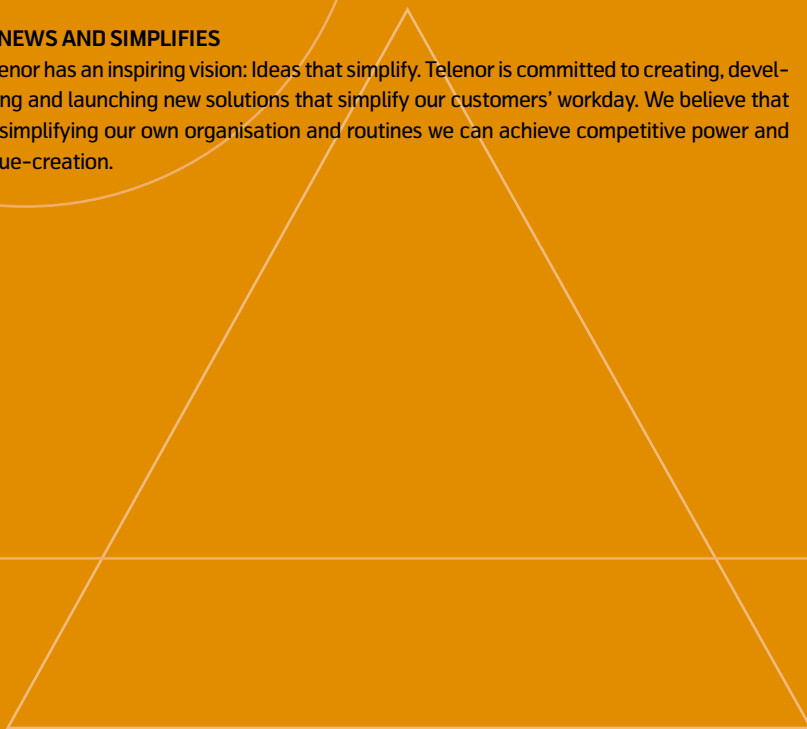 NEWS AND SIMPLIFIES
enor has an inspiring vision: Ideas that simplify. Telenor is committed to creating, devel-
ng and launching new solutions that simplify our customers’ workday. We believe that
simplifying our own organisation and routines we can achieve competitive power and
ue-creation.